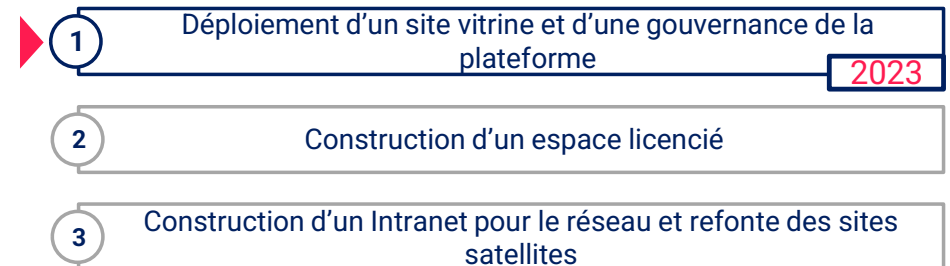 1
Déploiement d’un site vitrine et d’une gouvernance de la
plateforme
2023
2
Construction d’un espace licencié
3
Construction d’un Intranet pour le réseau et refonte des sites
satellites